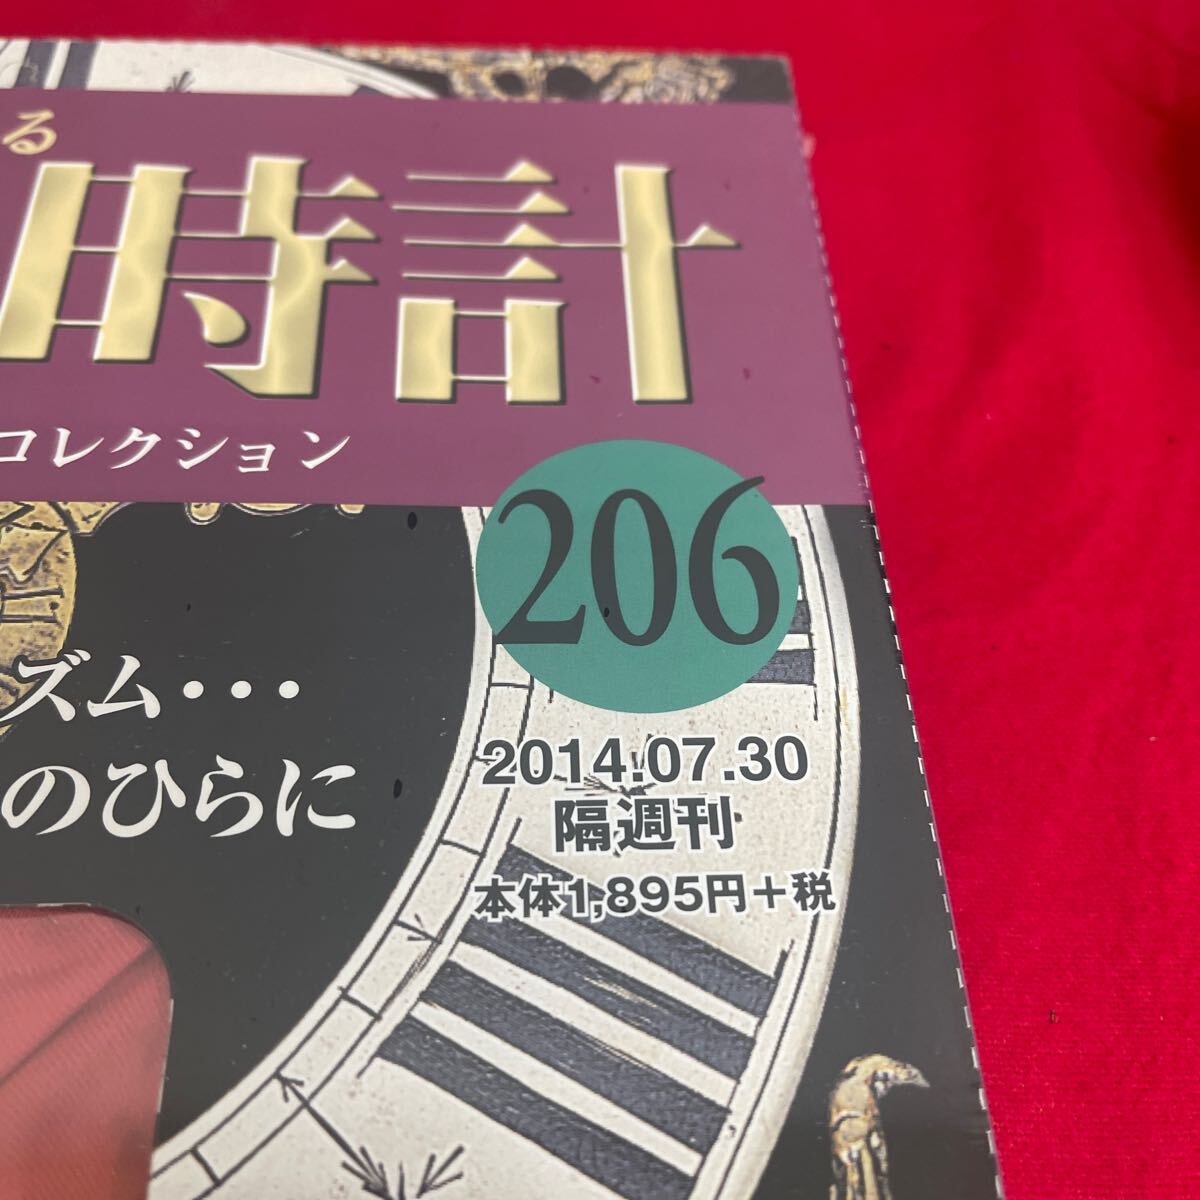 る
時計
コレクション
206
ズム・・・
のひらに
2014.07.30
隔週刊
本体1,895円+税